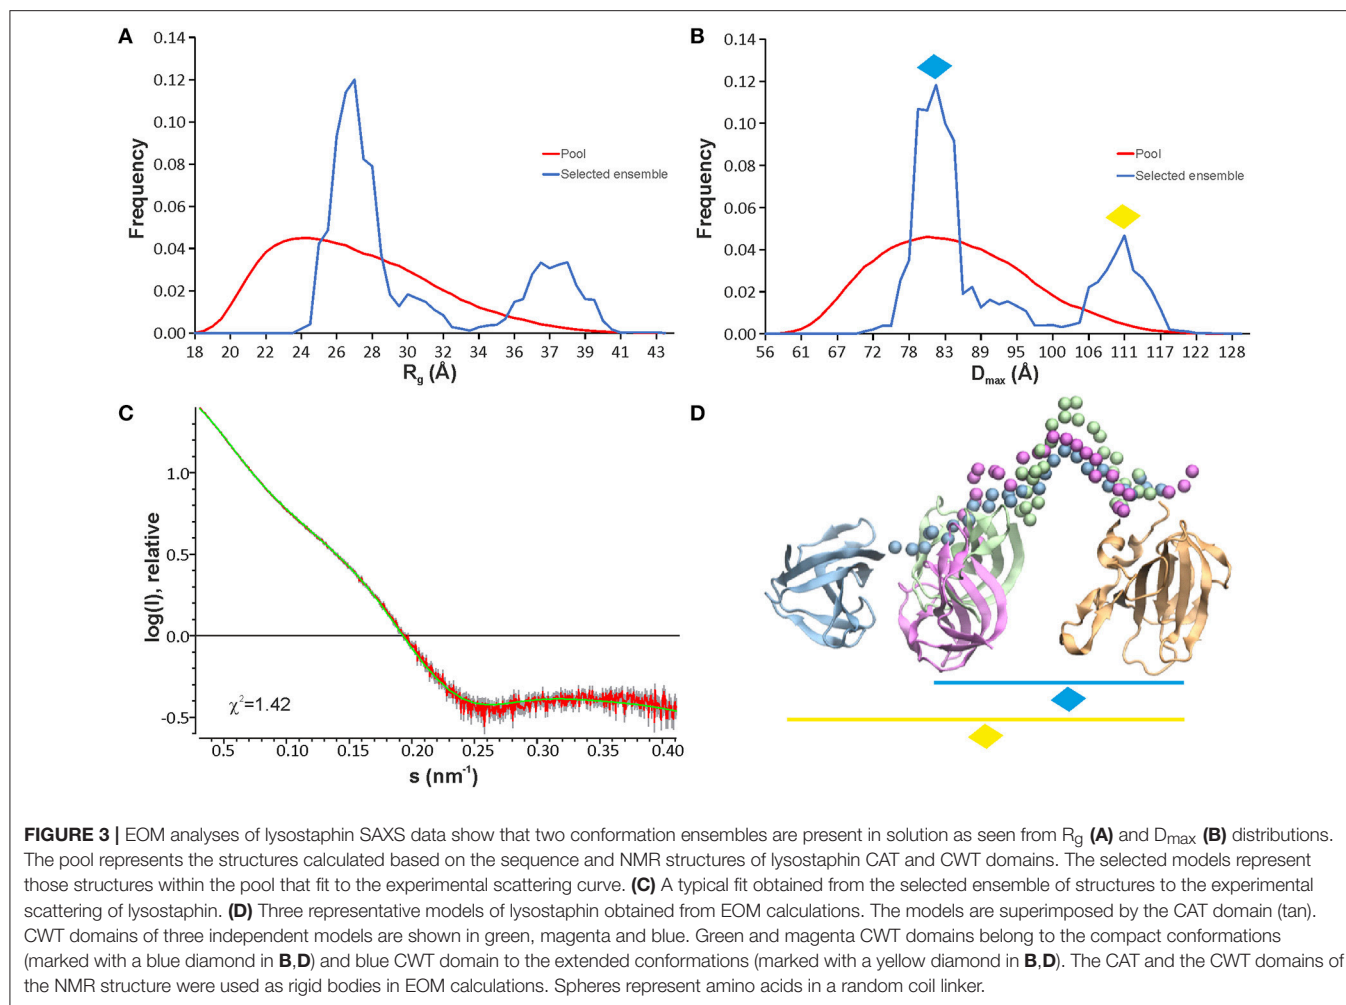 A
0.14
0.12
0.10
0.08
0.06
0.04
0.02
0.00
Frequency
Pool
Selected ensemble
18 20 22 24 26 28 30 32 34 36 37 39 41 43
Rg (Å)
B
0.14
0.12
0.10
0.08
0.06
0.04
0.02
0.00
Frequency
Pool
Selected ensemble
56 61 67 72 78 83 89 95 100 106 111 117 122 128
Dmax (Å)
C
1.0
0.5
0.0
-0.5
log(I), relative
χ²=1.42
0.5 0.10 0.15 0.20 0.25 0.30 0.35 0.40
s (nm⁻¹)
D
FIGURE 3 | EOM analyses of lysostaphin SAXS data show that two conformation ensembles are present in solution as seen from Rg (A) and Dmax (B) distributions.
The pool represents the structures calculated based on the sequence and NMR structures of lysostaphin CAT and CWT domains. The selected models represent
those structures within the pool that fit to the experimental scattering curve. (C) A typical fit obtained from the selected ensemble of structures to the experimental
scattering of lysostaphin. (D) Three representative models of lysostaphin obtained from EOM calculations. The models are superimposed by the CAT domain (tan).
CWT domains of three independent models are shown in green, magenta and blue. Green and magenta CWT domains belong to the compact conformations
(marked with a blue diamond in B,D) and blue CWT domain to the extended conformations (marked with a yellow diamond in B,D). The CAT and the CWT domains of
the NMR structure were used as rigid bodies in EOM calculations. Spheres represent amino acids in a random coil linker.